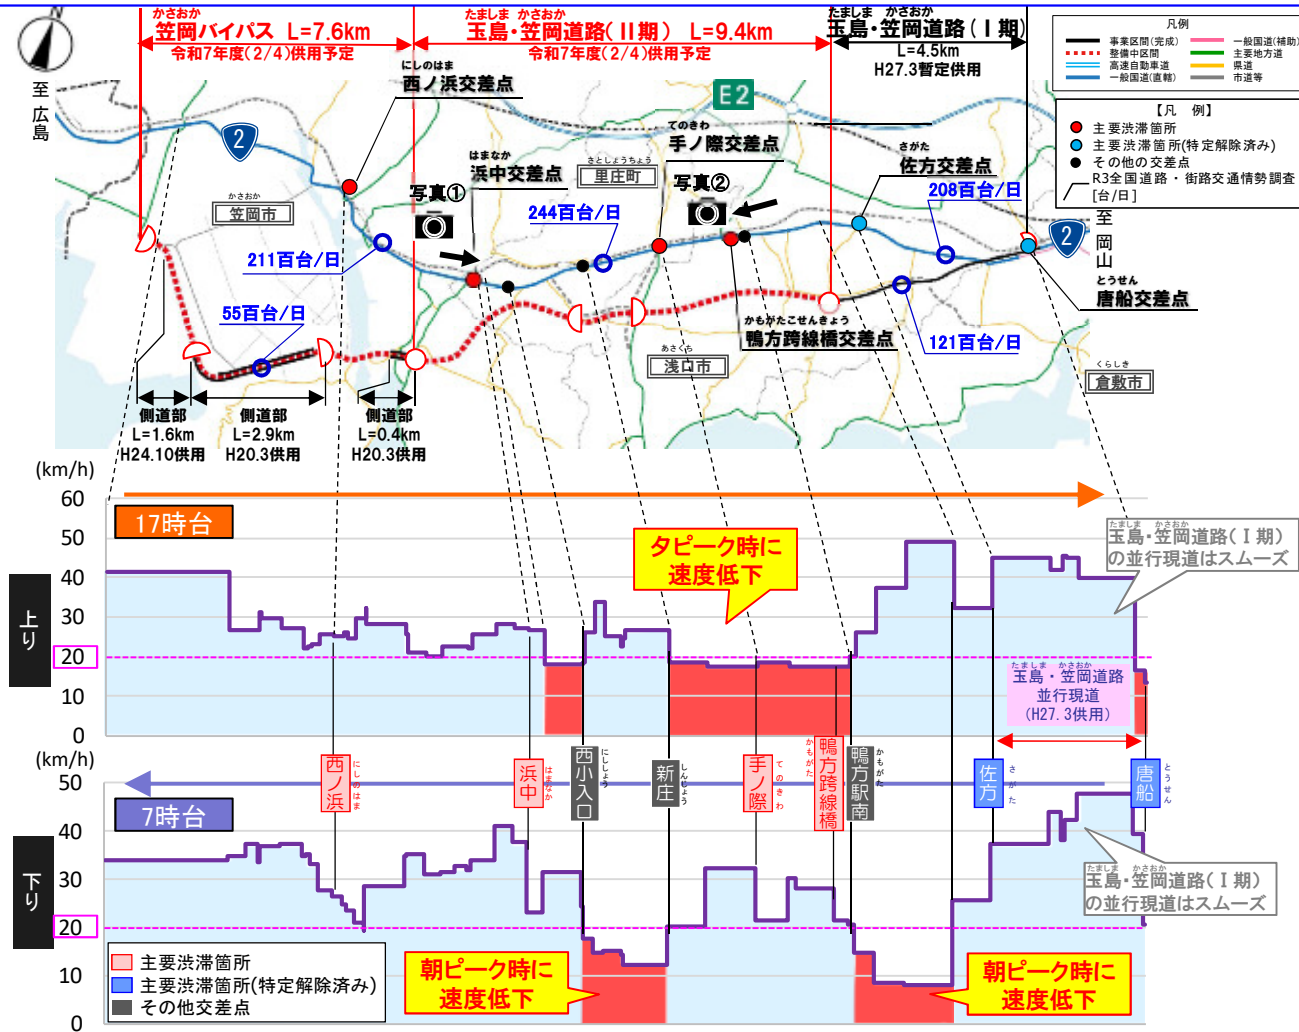 かさおか
笠岡バイパス L=7.6km
令和7年度(2/4)供用予定
たましま かさおか
玉島・笠岡道路(Ⅱ期) L=9.4km
令和7年度(2/4)供用予定
たましま かさおか
玉島・笠岡道路(Ⅰ期)
L=4.5km
H27.3暫定供用
凡例
事業区間(完成)
整備中区間
高速自動車道
一般国道(直轄)
一般国道(補助)
主要地方道
県道
市道等
【凡 例】
主要渋滞箇所
主要渋滞箇所(特定解除済み)
その他の交差点
R3全国道路・街路交通情勢調査
[台/日]
至 広島
至 岡山
2
2
E2
にしのはま
西ノ浜交差点
はまなか
浜中交差点
さとしょうちょう
里庄町
てのきわ
手ノ際交差点
さがた
佐方交差点
とうせん
唐船交差点
かもがたこせんきょう
鴨方跨線橋交差点
かさおか
笠岡市
あさくち
浅口市
くらしき
倉敷市
写真①
写真②
211百台/日
55百台/日
244百台/日
208百台/日
121百台/日
側道部
L=1.6km
H24.10供用
側道部
L=2.9km
H20.3供用
側道部
L=0.4km
H20.3供用
(km/h)
60
50
40
30
20
10
0
上り
17時台
夕ピーク時に
速度低下
たましま かさおか
玉島・笠岡道路(Ⅰ期)
の並行現道はスムーズ
たましま かさおか
玉島・笠岡道路
並行現道
(H27.3供用)
西ノ浜
にしのはま
浜中
はまなか
西小入口
にししょう
新庄
しんじょう
手ノ際
てのきわ
鴨方跨線橋
かもがた
鴨方駅南
かもがた
佐方
さがた
唐船
とうせん
(km/h)
50
40
30
20
10
0
下り
7時台
たましま かさおか
玉島・笠岡道路(Ⅰ期)
の並行現道はスムーズ
朝ピーク時に
速度低下
朝ピーク時に
速度低下
主要渋滞箇所
主要渋滞箇所(特定解除済み)
その他交差点